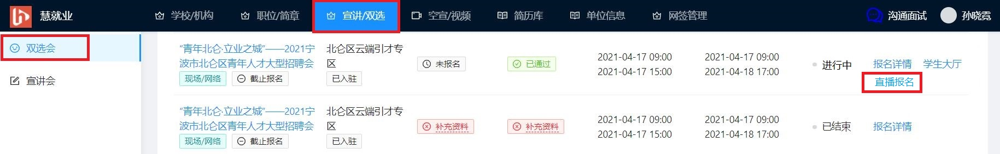 慧就业 学校/机构 职位/简章 宣讲/双选 空宣/视频 简历库 单位信息 网签管理 沟通面试 孙晓霓
双选会
宣讲会
“青年北仑·立业之城”——2021宁
波市北仑区青年人才大型招聘会
现场/网络 截止报名
北仑区云端引才专
区
已入驻
未报名
已通过
2021-04-17 09:00
2021-04-17 15:00
2021-04-17 09:00
2021-04-18 17:00
进行中
报名详情 学生大厅
直播报名
“青年北仑·立业之城”——2021宁
波市北仑区青年人才大型招聘会
现场/网络 截止报名
北仑区云端引才专
区
已入驻
补充资料
补充资料
2021-04-17 09:00
2021-04-17 15:00
2021-04-17 09:00
2021-04-18 17:00
已结束
报名详情